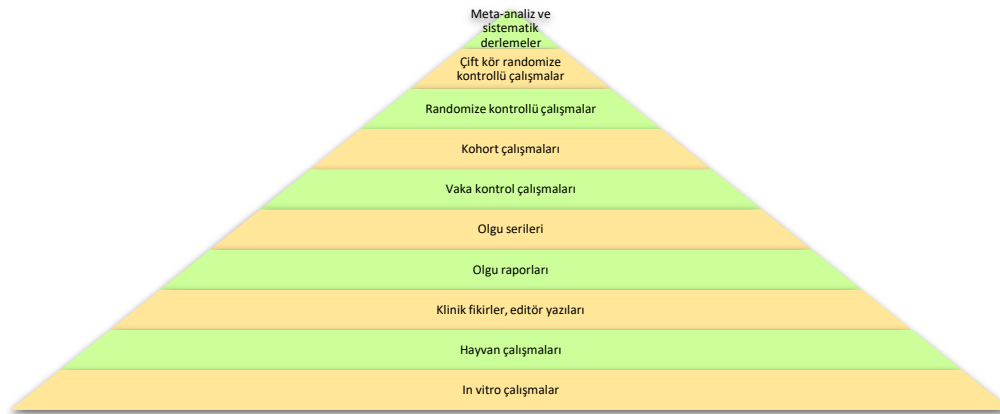 Meta-analiz ve
sistematik
derlemeler
Çift kör randomize
kontrollü çalışmalar
Randomize kontrollü çalışmalar
Kohort çalışmaları
Vaka kontrol çalışmaları
Olgu serileri
Olgu raporları
Klinik fikirler, editör yazıları
Hayvan çalışmaları
In vitro çalışmalar